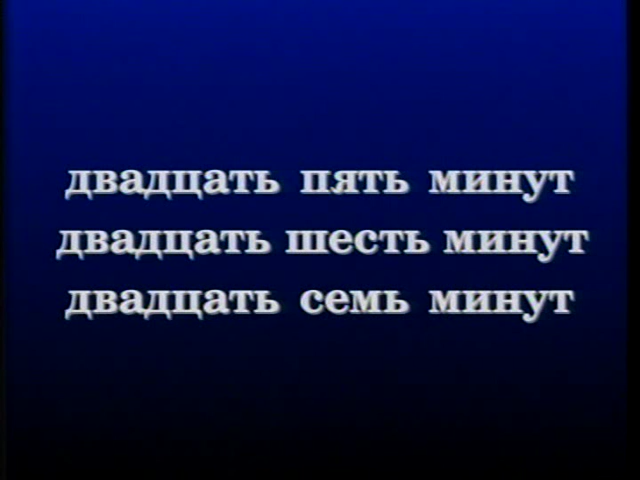 двадцать пять минут
двадцать шесть минут
двадцать семь минут